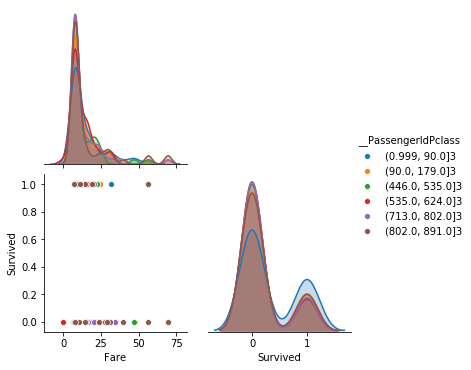 __PassengerIdPclass
(0.999, 90.0]3
(90.0, 179.0]3
(446.0, 535.0]3
(535.0, 624.0]3
(713.0, 802.0]3
(802.0, 891.0]3
1.0
0.8
0.6
0.4
0.2
0.0
Survived
0 25 50 75
Fare
0 1
Survived